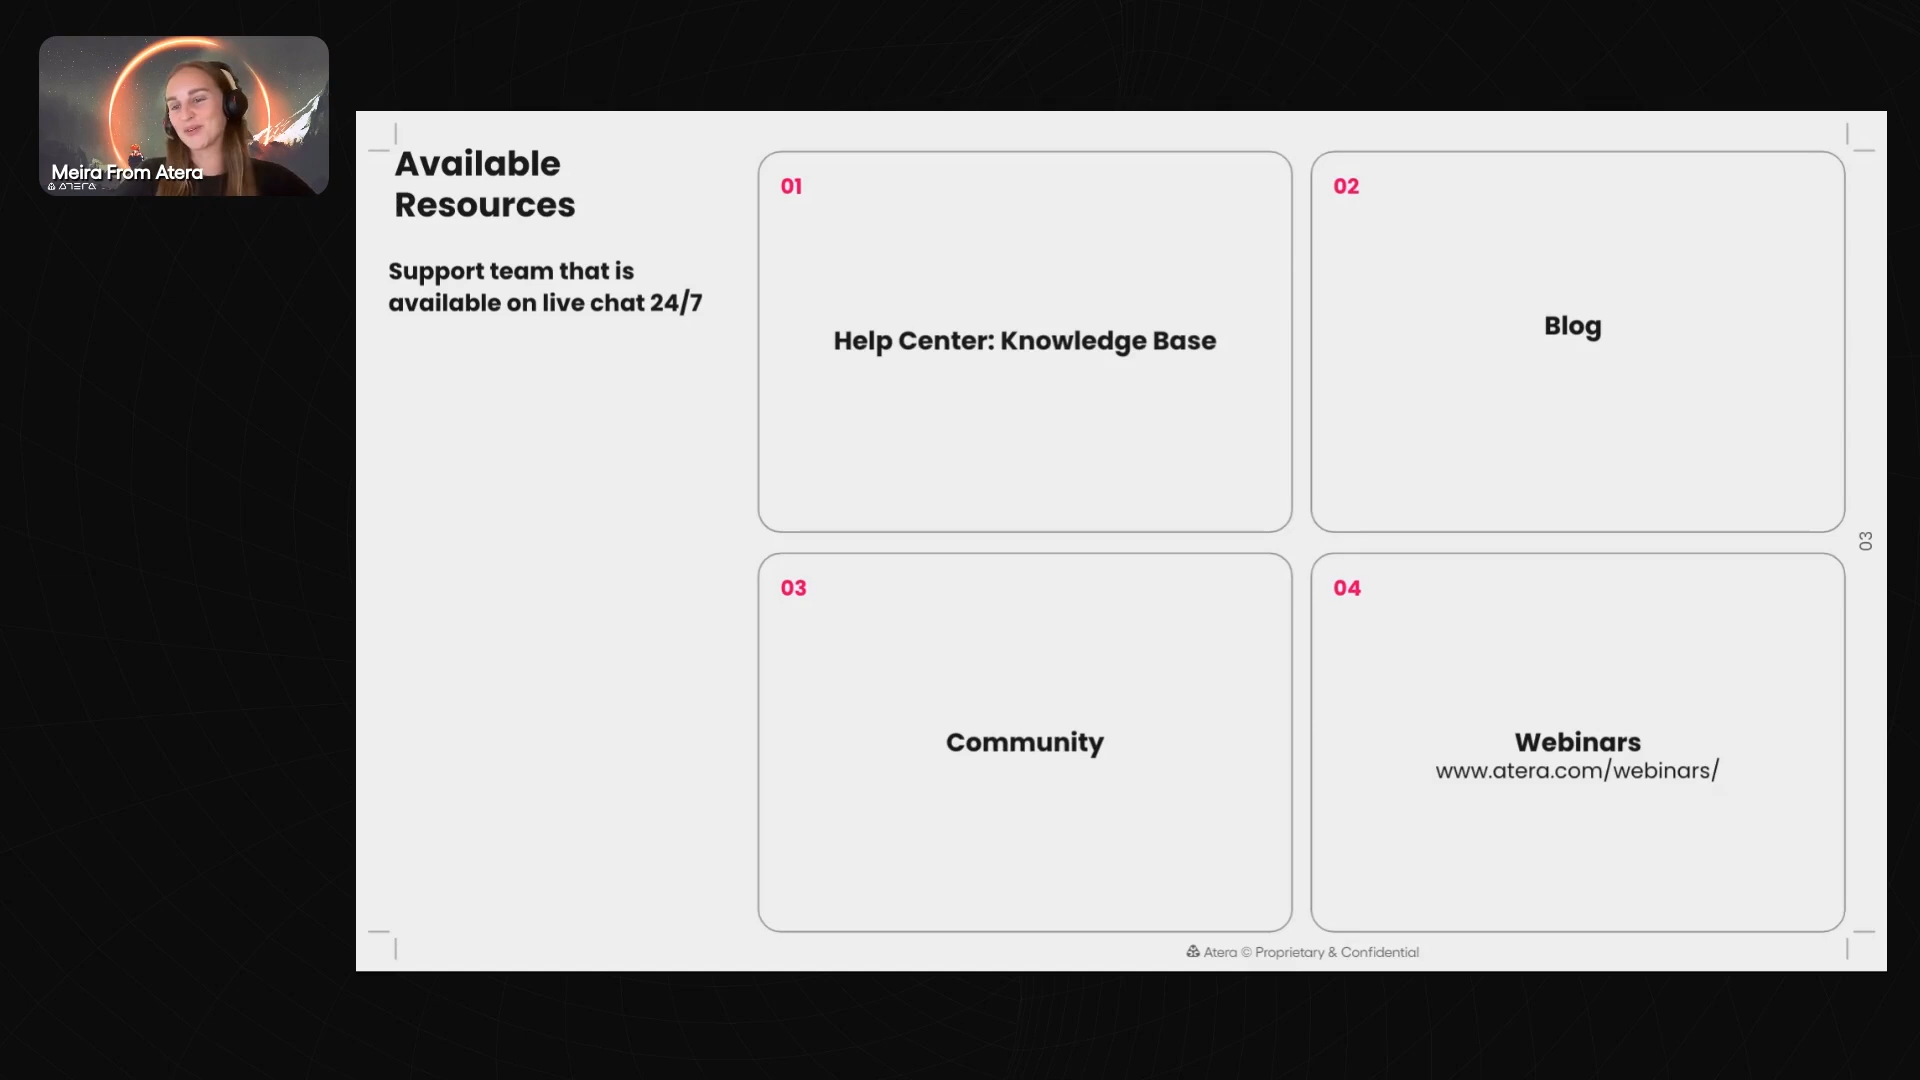 Meira From Atera
ATERA
Available
Resources
Support team that is
available on live chat 24/7
01
Help Center: Knowledge Base
02
Blog
03
Community
04
Webinars
www.atera.com/webinars/
03
Atera © Proprietary & Confidential